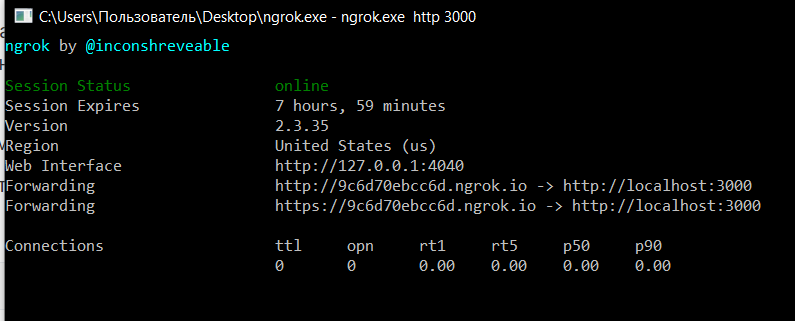 C:\Users\Пользователь\Desktop\ngrok.exe - ngrok.exe http 3000
ngrok by @inconshreveable
Session Status online
Session Expires 7 hours, 59 minutes
Version 2.3.35
Region United States (us)
Web Interface http://127.0.0.1:4040
Forwarding http://9c6d70ebcc6d.ngrok.io -> http://localhost:3000
Forwarding https://9c6d70ebcc6d.ngrok.io -> http://localhost:3000
Connections ttl opn rt1 rt5 p50 p90
0 0 0.00 0.00 0.00 0.00